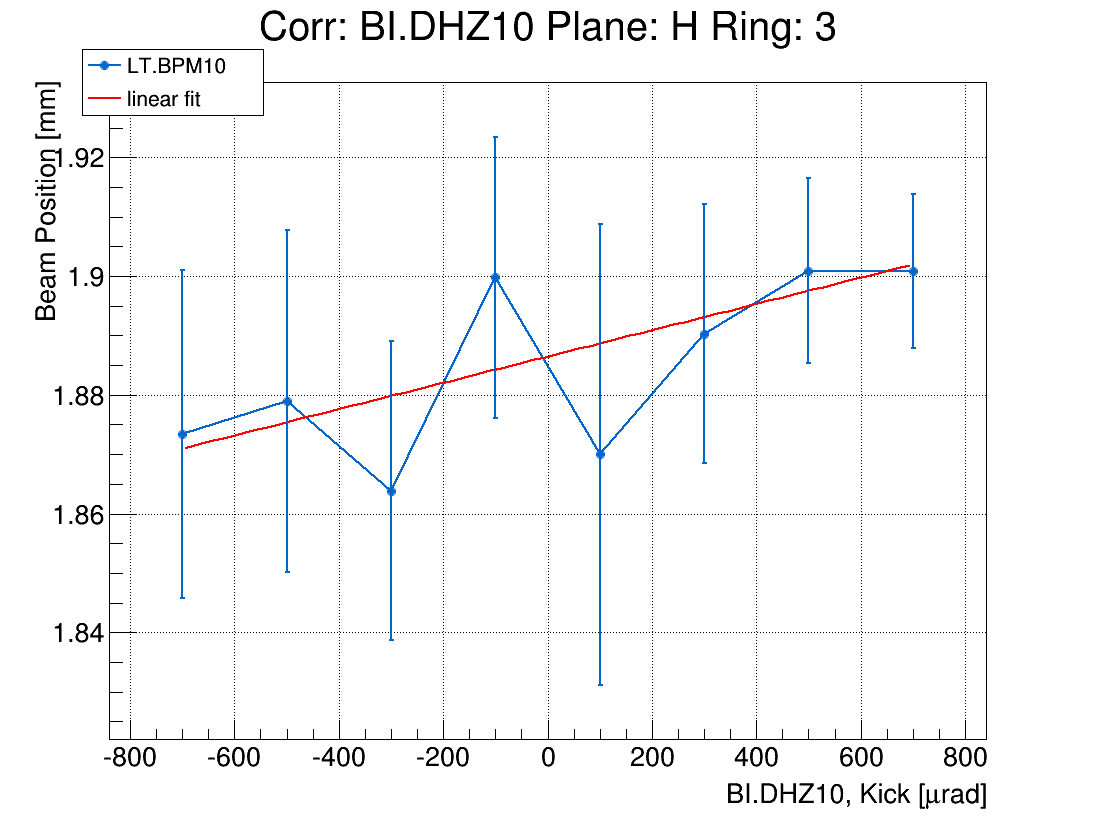 Corr: BI.DHZ10 Plane: H Ring: 3
LT.BPM10
linear fit
Beam Position [mm]
1.92
1.9
1.88
1.86
1.84
-800 -600 -400 -200 0 200 400 600 800
BI.DHZ10, Kick [μrad]